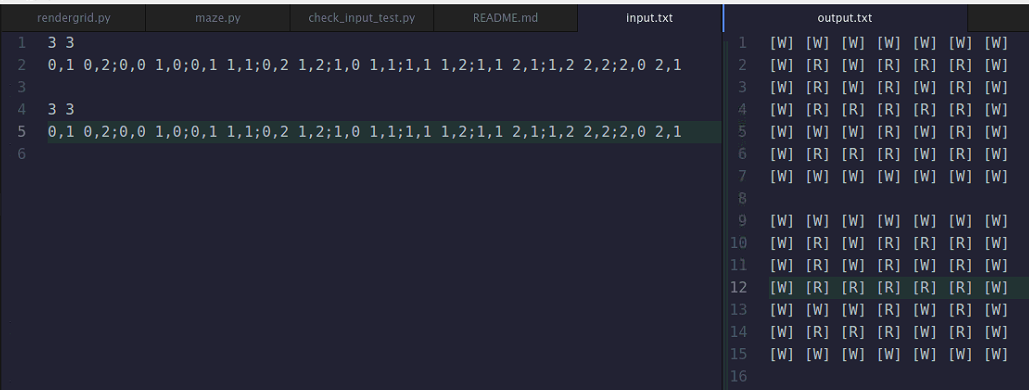 rendergrid.py maze.py check_input_test.py README.md input.txt
1 3 3
2 0,1 0,2;0,0 1,0;0,1 1,1;0,2 1,2;1,0 1,1;1,1 1,2;1,1 2,1;1,2 2,2;2,0 2,1
3
4 3 3
5 0,1 0,2;0,0 1,0;0,1 1,1;0,2 1,2;1,0 1,1;1,1 1,2;1,1 2,1;1,2 2,2;2,0 2,1
6
output.txt
1 [W] [W] [W] [W] [W] [W] [W]
2 [W] [R] [W] [R] [R] [R] [W]
3 [W] [R] [W] [R] [W] [R] [W]
4 [W] [R] [R] [R] [R] [R] [W]
5 [W] [W] [W] [R] [W] [R] [W]
6 [W] [R] [R] [R] [W] [R] [W]
7 [W] [W] [W] [W] [W] [W] [W]
8
9 [W] [W] [W] [W] [W] [W] [W]
10 [W] [R] [W] [R] [R] [R] [W]
11 [W] [R] [W] [R] [W] [R] [W]
12 [W] [R] [R] [R] [R] [R] [W]
13 [W] [W] [W] [R] [W] [R] [W]
14 [W] [R] [R] [R] [W] [R] [W]
15 [W] [W] [W] [W] [W] [W] [W]
16